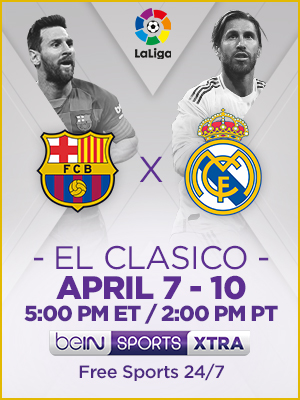 LaLiga
FCB
X
- EL CLASICO -
APRIL 7 - 10
5:00 PM ET / 2:00 PM PT
beIN SPORTS XTRA
Free Sports 24/7